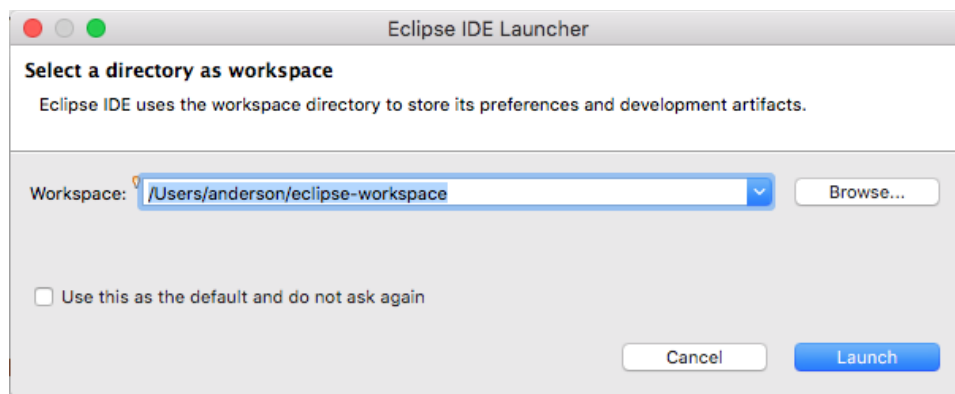 Eclipse IDE Launcher
Select a directory as workspace
Eclipse IDE uses the workspace directory to store its preferences and development artifacts.
Workspace: /Users/anderson/eclipse-workspace Browse...
Use this as the default and do not ask again
Cancel Launch